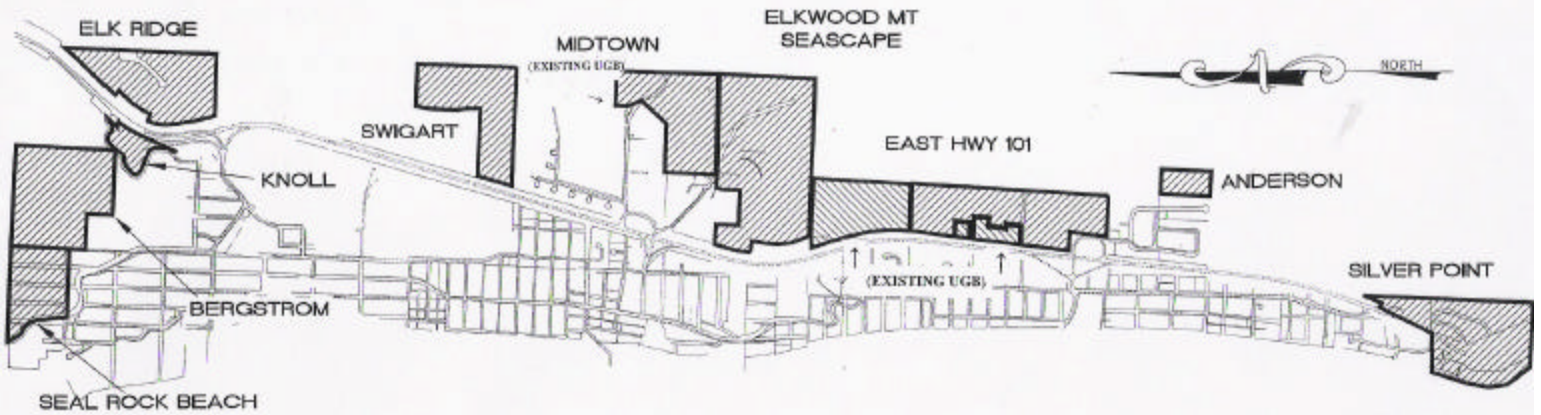 ELK RIDGE
ELKWOOD MT
SEASCAPE
MIDTOWN
(EXISTING UGB)
NORTH
SWIGART
EAST HWY 101
KNOLL
ANDERSON
SILVER POINT
(EXISTING UGB)
BERGSTROM
SEAL ROCK BEACH